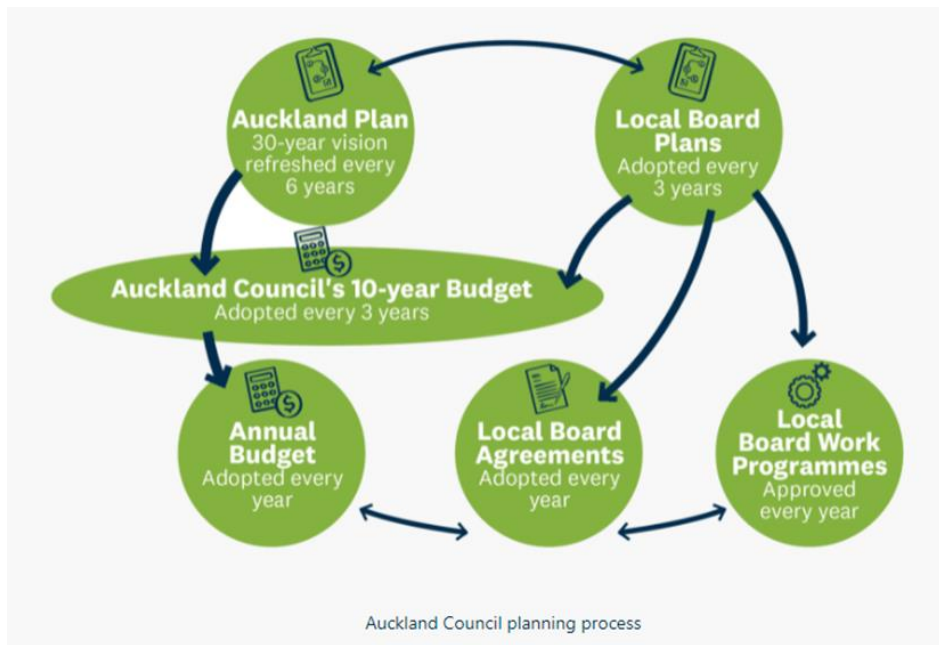 Auckland Plan
30-year vision
refreshed every
6 years
Local Board
Plans
Adopted every
3 years
Auckland Council's 10-year Budget
Adopted every 3 years
Annual
Budget
Adopted every
year
Local Board
Agreements
Adopted every
year
Local
Board Work
Programmes
Approved
every year
Auckland Council planning process